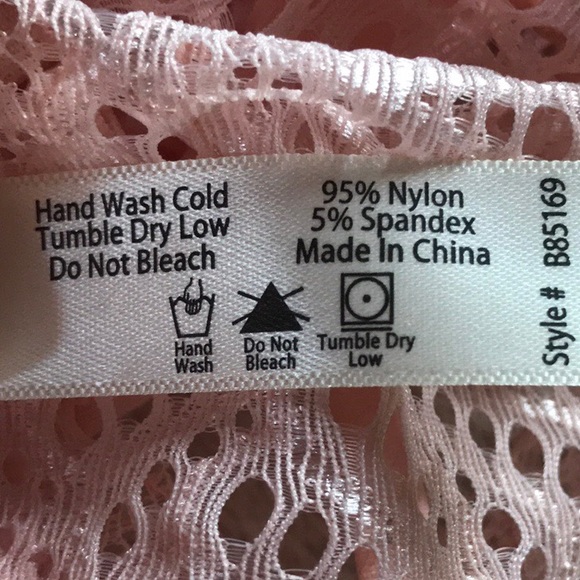 Hand Wash Cold
Tumble Dry Low
Do Not Bleach
95% Nylon
5% Spandex
Made In China
Hand
Wash
Do Not
Bleach
Tumble Dry
Low
Style# B85169